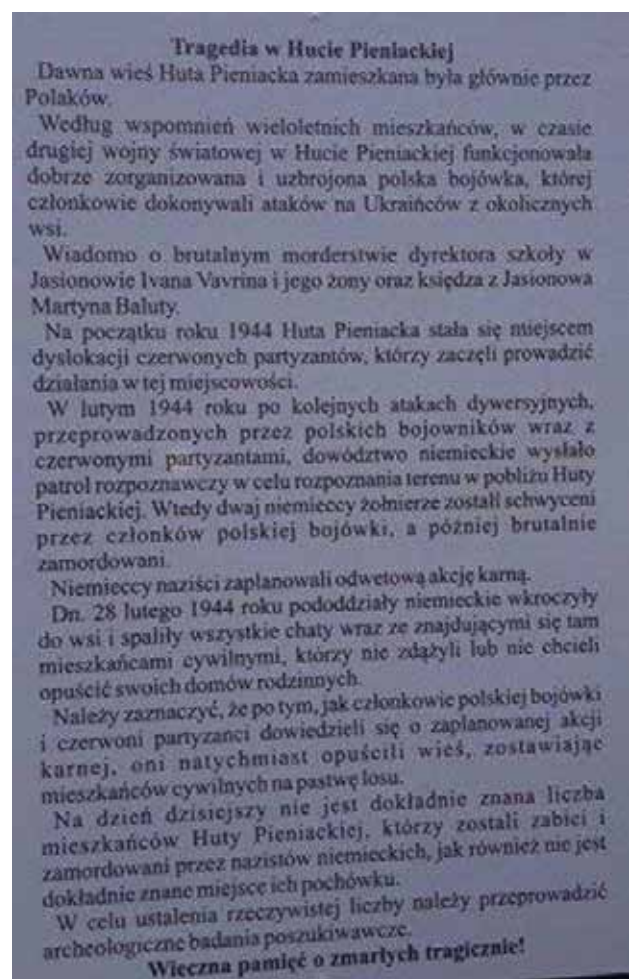 Tragedia w Hucie Pieniackiej
Dawna wieś Huta Pieniacka zamieszkana była głównie przez
Polaków.
Według wspomnień wieloletnich mieszkańców, w czasie
drugiej wojny światowej w Hucie Pieniackiej funkcjonowała
dobrze zorganizowana i uzbrojona polska bojówka, której
członkowie dokonywali ataków na Ukraińców z okolicznych
wsi.
Wiadomo o brutalnym morderstwie dyrektora szkoły w
Jasionowie Ivana Vavrina i jego żony oraz księdza z Jasionowa
Martyna Baluty.
Na początku roku 1944 Huta Pieniacka stała się miejscem
dyslokacji czerwonych partyzantów, którzy zaczęli prowadzić
działania w tej miejscowości.
W lutym 1944 roku po kolejnych atakach dywersyjnych,
przeprowadzonych przez polskich bojowników wraz z
czerwonymi partyzantami, dowództwo niemieckie wysłało
patrol rozpoznawczy w celu rozpoznania terenu w pobliżu Huty
Pieniackiej. Wtedy dwaj niemieccy żołnierze zostali schwyceni
przez członków polskiej bojówki, a później brutalnie
zamordowani.
Niemieccy naziści zaplanowali odwetową akcję karną.
Dn. 28 lutego 1944 roku pododdziały niemieckie wkroczyły
do wsi i spaliły wszystkie chaty wraz ze znajdującymi się tam
mieszkańcami cywilnymi, którzy nie zdążyli lub nie chcieli
opuścić swoich domów rodzinnych.
Należy zaznaczyć, że po tym, jak członkowie polskiej bojówki
i czerwoni partyzanci dowiedzieli się o zaplanowanej akcji
karnej, oni natychmiast opuścili wieś, zostawiając
mieszkańców cywilnych na pastwę losu.
Na dzień dzisiejszy nie jest dokładnie znana liczba
mieszkańców Huty Pieniackiej, którzy zostali zabici i
zamordowani przez nazistów niemieckich, jak również nie jest
dokładnie znane miejsce ich pochówku.
W celu ustalenia rzeczywistej liczby należy przeprowadzić
archeologiczne badania poszukiwawcze.
Wieczna pamięć o zmarłych tragicznie!